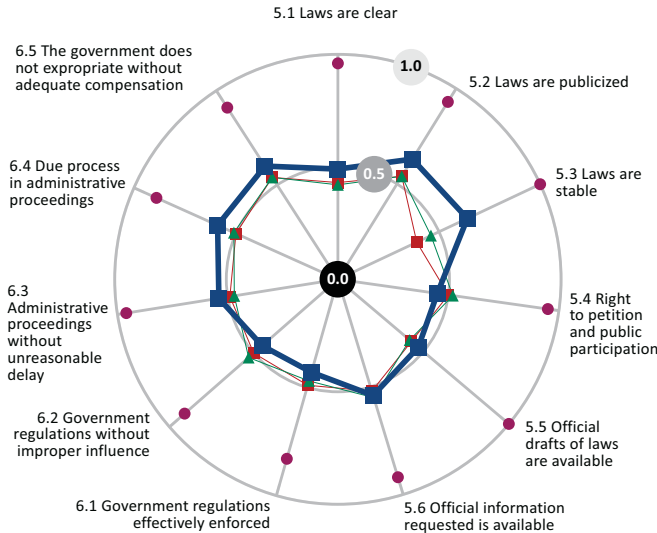 5.1 Laws are clear
1.0
5.2 Laws are publicized
5.3 Laws are
stable
5.4 Right
to petition
and public
participation
5.5 Official
drafts of laws
are available
5.6 Official information
requested is available
6.1 Government regulations
effectively enforced
6.2 Government
regulations without
improper influence
6.3
Administrative
proceedings
without
unreasonable
delay
6.4 Due process
in administrative
proceedings
6.5 The government does
not expropriate without
adequate compensation
0.5
0.0